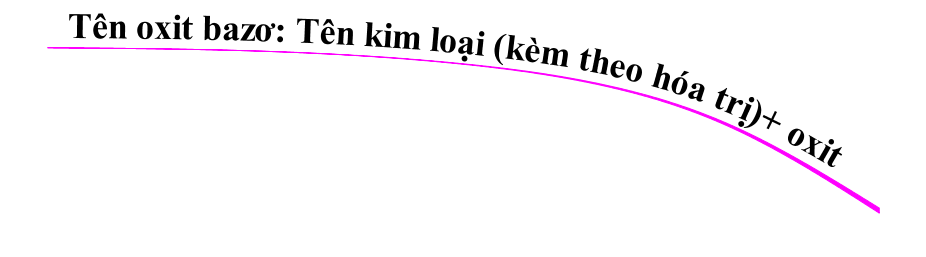 Tên oxit bazơ: Tên kim loại (kèm theo hóa trị)+ oxit